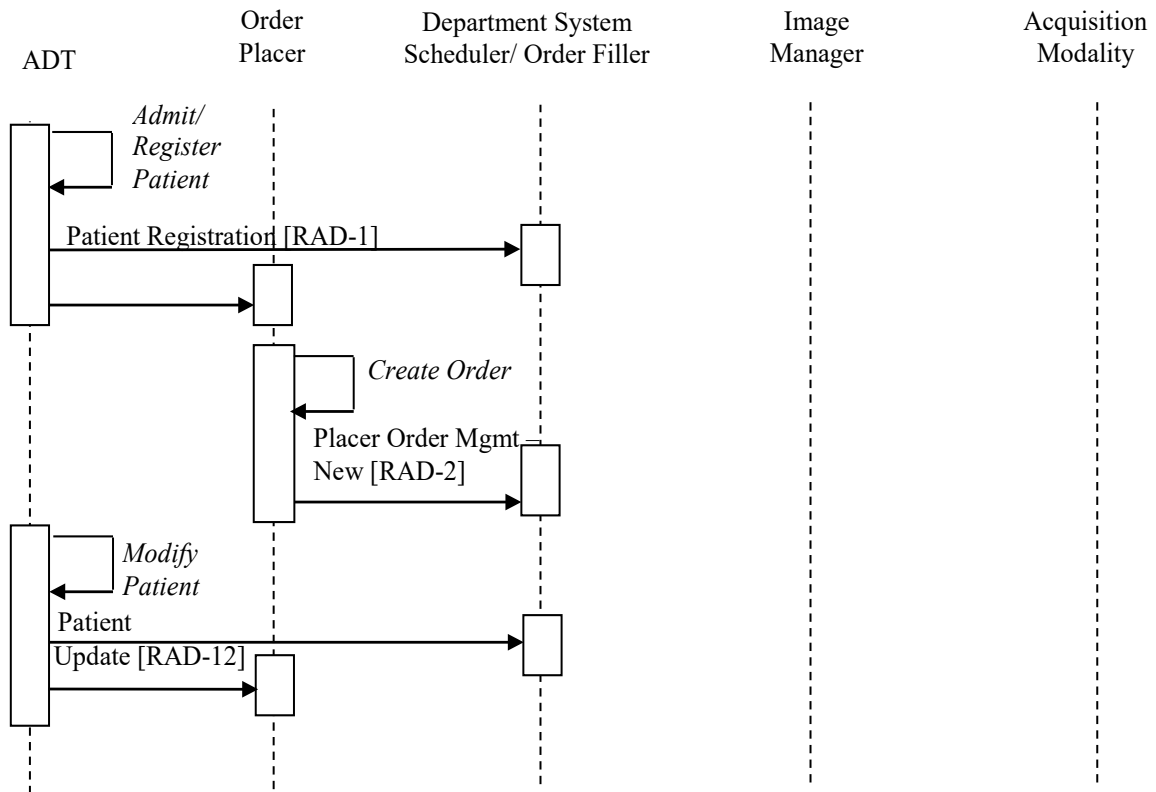 ADT
Order
Placer
Department System
Scheduler/ Order Filler
Image
Manager
Acquisition
Modality
Admit/
Register
Patient
Patient Registration [RAD-1]
Create Order
Placer Order Mgmt –
New [RAD-2]
Modify
Patient
Patient
Update [RAD-12]